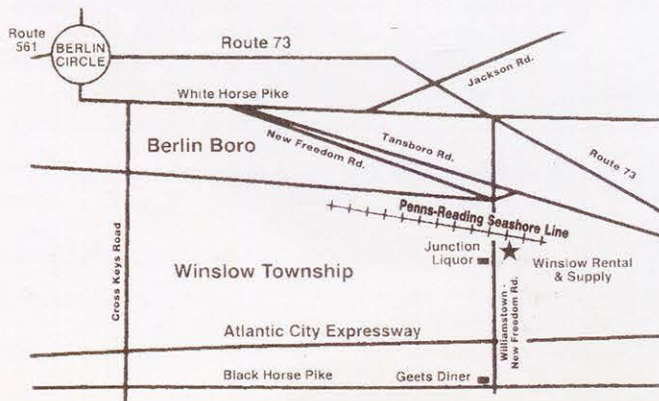 Route
561
BERLIN
CIRCLE
Route 73
Jackson Rd.
White Horse Pike
Berlin Boro
New Freedom Rd.
Tansboro Rd.
Route 73
Penns-Reading Seashore Line
Junction
Liquor
Winslow Rental
& Supply
Cross Keys Road
Winslow Township
Williamstown -
New Freedom Rd.
Atlantic City Expressway
Black Horse Pike
Geets Diner